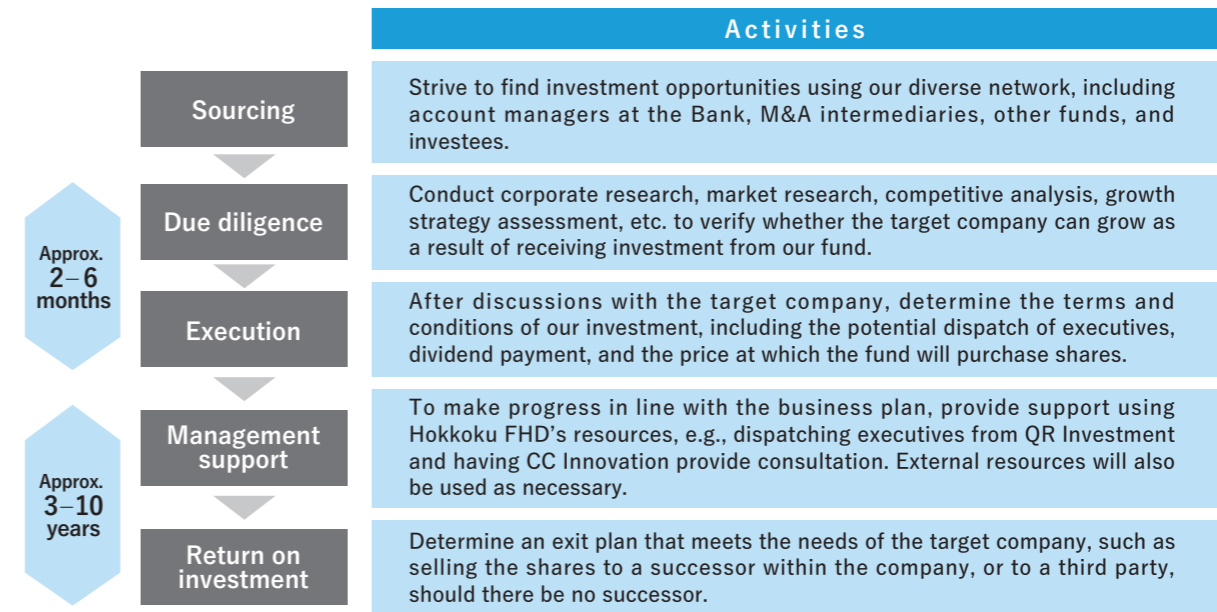 Activities
Sourcing
Strive to find investment opportunities using our diverse network, including
account managers at the Bank, M&A intermediaries, other funds, and
investees.
Approx.
2–6
months
Due diligence
Conduct corporate research, market research, competitive analysis, growth
strategy assessment, etc. to verify whether the target company can grow as
a result of receiving investment from our fund.
Execution
After discussions with the target company, determine the terms and
conditions of our investment, including the potential dispatch of executives,
dividend payment, and the price at which the fund will purchase shares.
Approx.
3–10
years
Management
support
To make progress in line with the business plan, provide support using
Hokkoku FHD’s resources, e.g., dispatching executives from QR Investment
and having CC Innovation provide consultation. External resources will also
be used as necessary.
Return on
investment
Determine an exit plan that meets the needs of the target company, such as
selling the shares to a successor within the company, or to a third party,
should there be no successor.